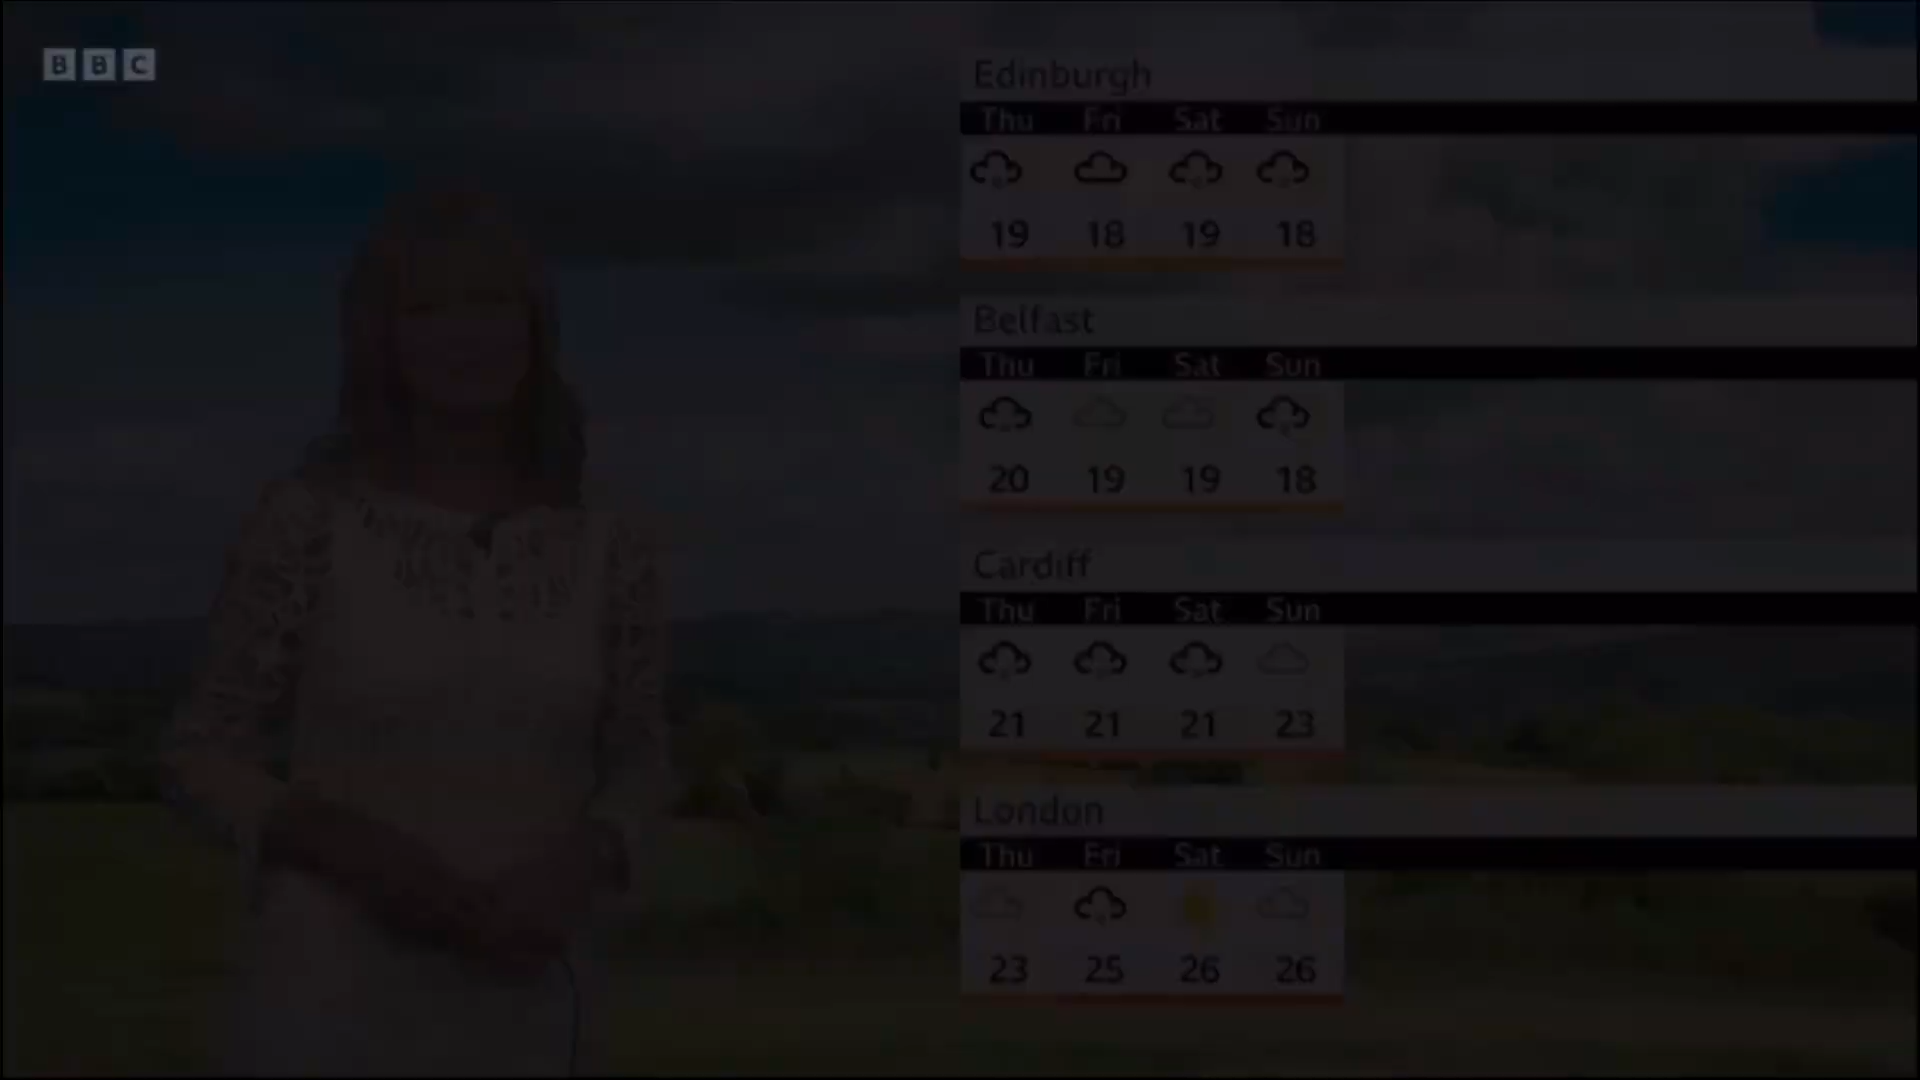 BBC
Edinburgh
Thu Fri Sat Sun
19 18 19 18
Belfast
Thu Fri Sat Sun
20 19 19 18
Cardiff
Thu Fri Sat Sun
21 21 21 23
London
Thu Fri Sat Sun
23 25 26 26